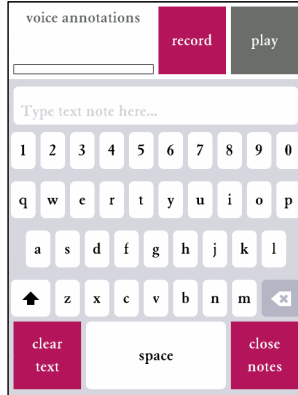 voice annotations
record
play
Type text note here...
1 2 3 4 5 6 7 8 9 0
q w e r t y u i o p
a s d f g h j k l
z x c v b n m
clear
text
space
close
notes